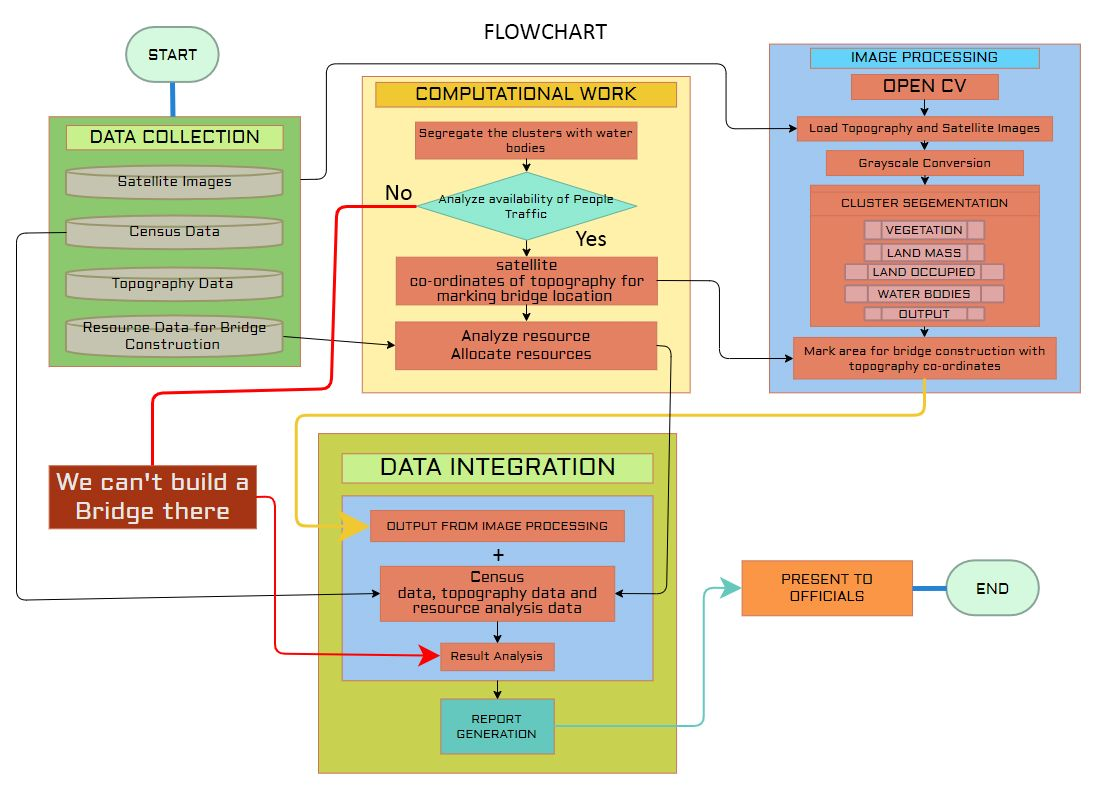 FLOWCHART
START
DATA COLLECTION
Satellite Images
Census Data
Topography Data
Resource Data for Bridge
Construction
COMPUTATIONAL WORK
Segregate the clusters with water
bodies
No
Analyze availability of People
Traffic
Yes
satellite
co-ordinates of topography for
marking bridge location
Analyze resource
Allocate resources
IMAGE PROCESSING
OPEN CV
Load Topography and Satellite Images
Grayscale Conversion
CLUSTER SEGEMENTATION
VEGETATION
LAND MASS
LAND OCCUPIED
WATER BODIES
OUTPUT
Mark area for bridge construction with
topography co-ordinates
We can't build a
Bridge there
DATA INTEGRATION
OUTPUT FROM IMAGE PROCESSING
+
Census
data, topography data and
resource analysis data
Result Analysis
REPORT
GENERATION
PRESENT TO
OFFICIALS
END